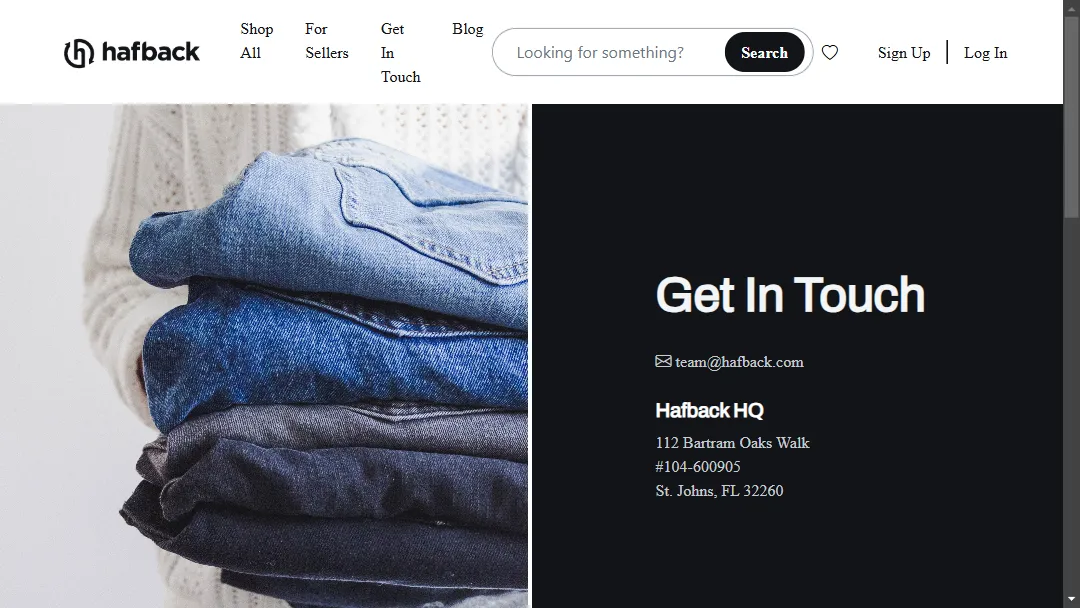 hafback
Shop All
For Sellers
Get In Touch
Blog
Looking for something?
Search
Sign Up
Log In
Get In Touch
team@hafback.com
Hafback HQ
112 Bartram Oaks Walk
#104-600905
St. Johns, FL 32260